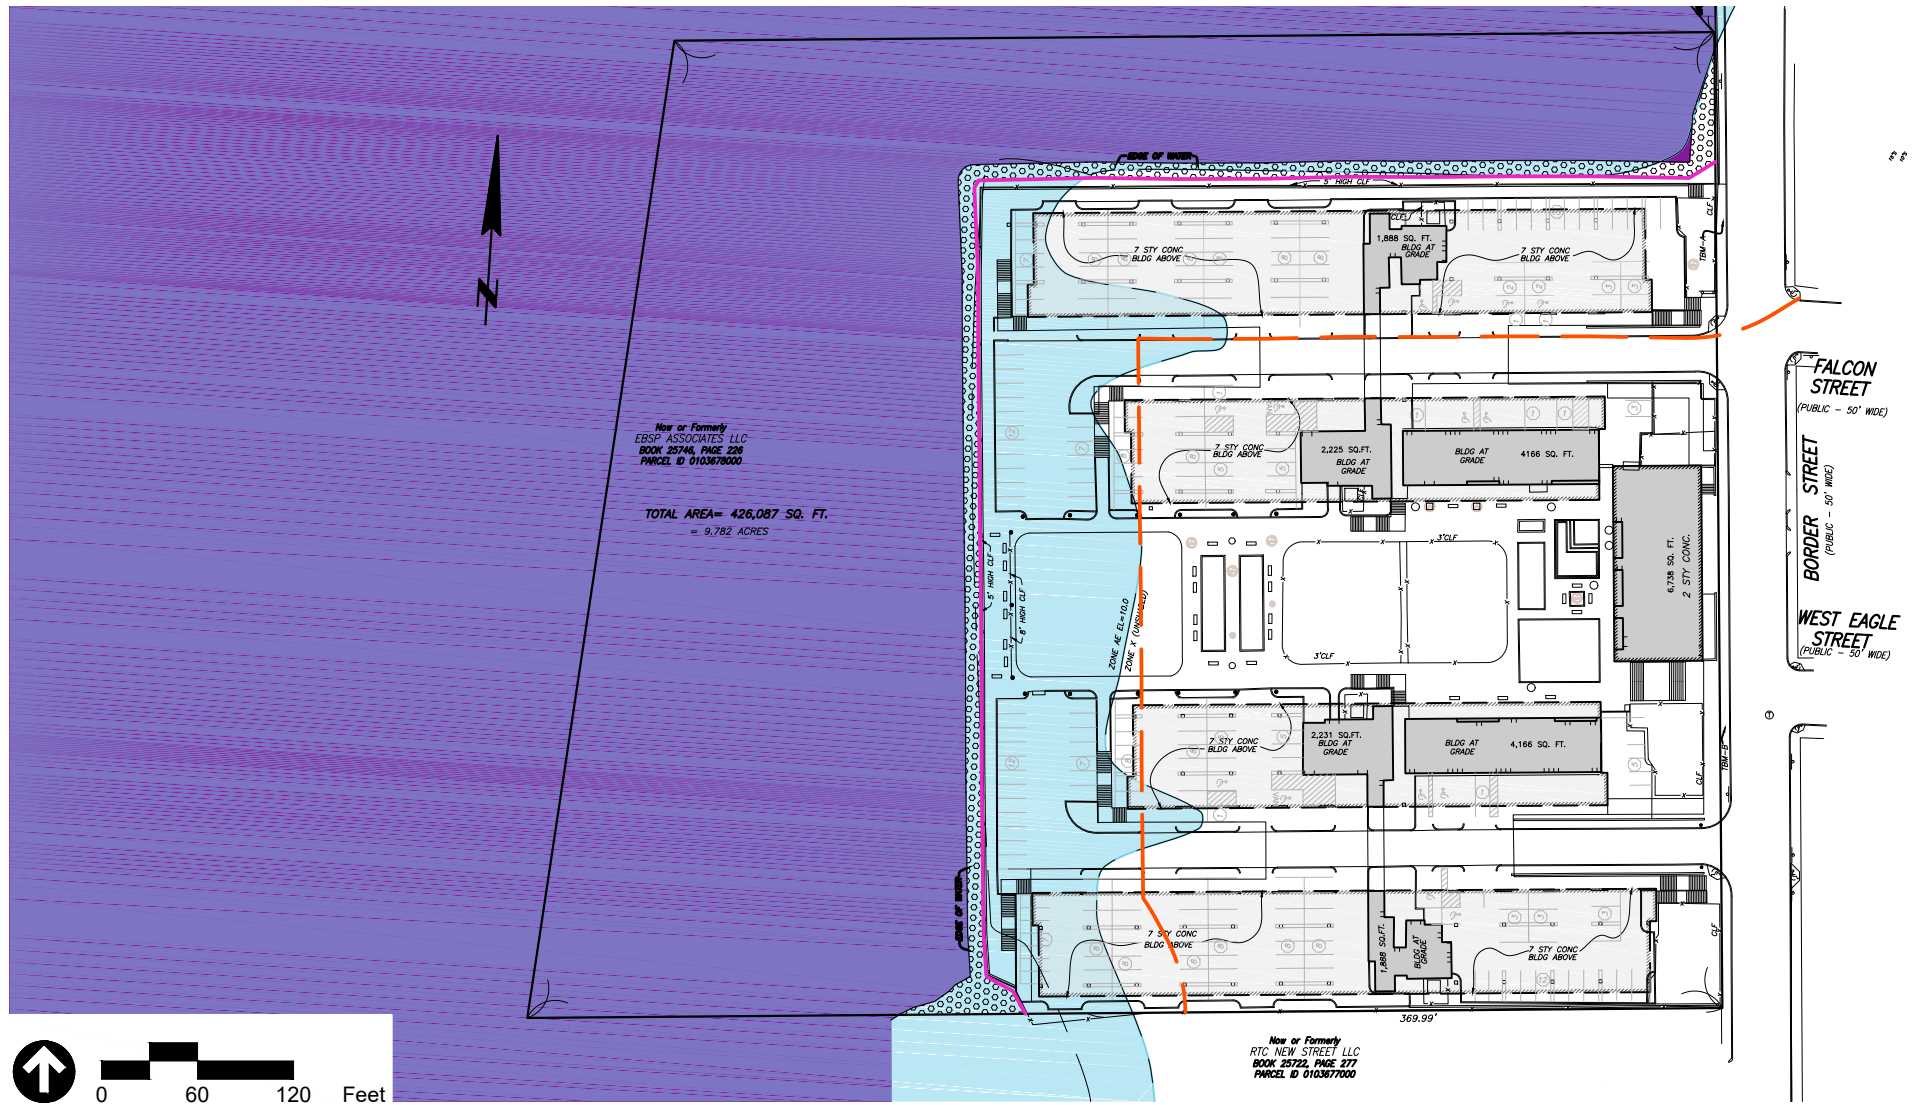 EDGE OF WATER
5' HIGH CLF
CLF
1,888 SQ. FT.
BLDG AT
GRADE
7 STY CONC
BLDG ABOVE
7 STY CONC
BLDG ABOVE
CLF
TBM-A
N
FALCON
STREET
(PUBLIC - 50' WIDE)
Now or Formerly
EBSP ASSOCIATES LLC
BOOK 25746, PAGE 226
PARCEL ID 0103678000
7 STY CONC
BLDG ABOVE
2,225 SQ.FT.
BLDG AT
GRADE
BLDG AT
GRADE
4166 SQ. FT.
CLF
BORDER STREET
(PUBLIC - 50' WIDE)
TOTAL AREA= 426,087 SQ. FT.
= 9.782 ACRES
5' HIGH CLF
8' HIGH CLF
ZONE AE EL=10.0
ZONE X (UNSHADED)
3'CLF
3'CLF
6,738 SQ. FT.
2 STY CONC.
WEST EAGLE
STREET
(PUBLIC - 50' WIDE)
7 STY CONC
BLDG ABOVE
2,231 SQ.FT.
BLDG AT
GRADE
BLDG AT
GRADE
4,166 SQ. FT.
CLF
TBM-B
EDGE OF WATER
7 STY CONC
BLDG ABOVE
1,888 SQ.FT.
BLDG AT
GRADE
7 STY CONC
BLDG ABOVE
CLF
369.99'
Now or Formerly
RTC NEW STREET LLC
BOOK 25722, PAGE 277
PARCEL ID 0103677000
0 60 120 Feet